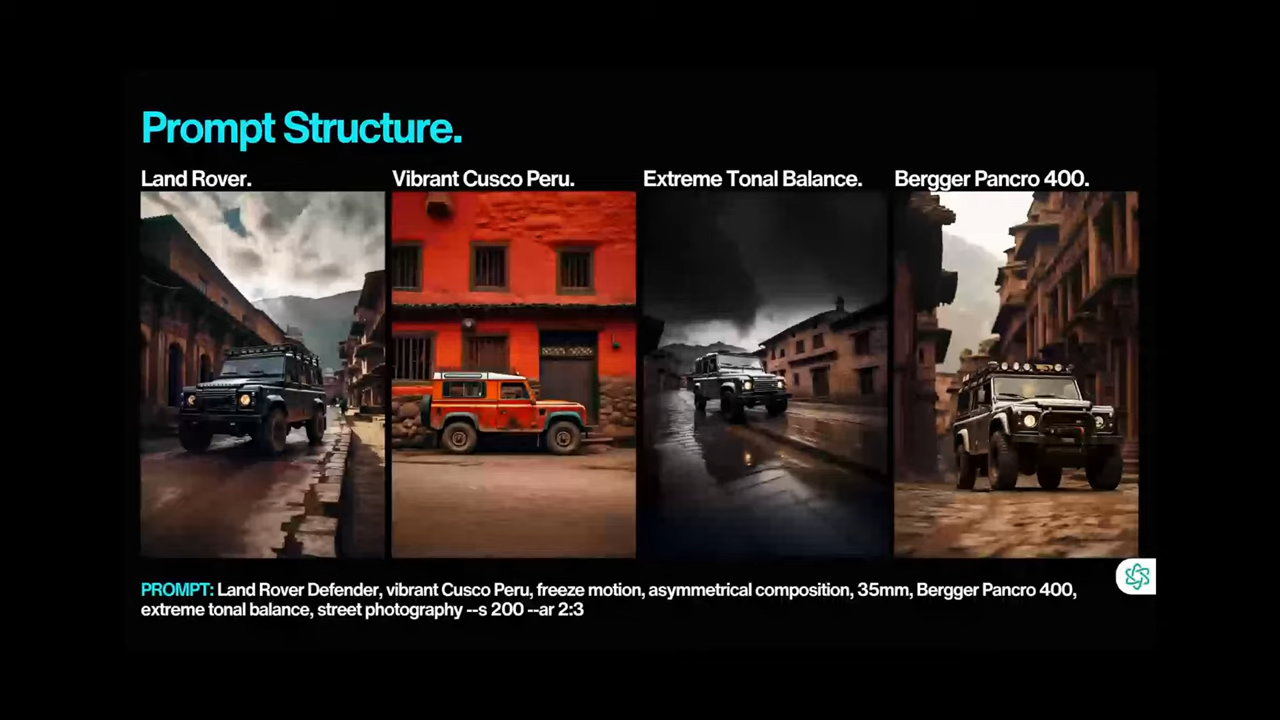 Prompt Structure.
Land Rover.
Vibrant Cusco Peru.
Extreme Tonal Balance.
Bergger Pancro 400.
PROMPT: Land Rover Defender, vibrant Cusco Peru, freeze motion, asymmetrical composition, 35mm, Bergger Pancro 400,
extreme tonal balance, street photography --s 200 --ar 2:3